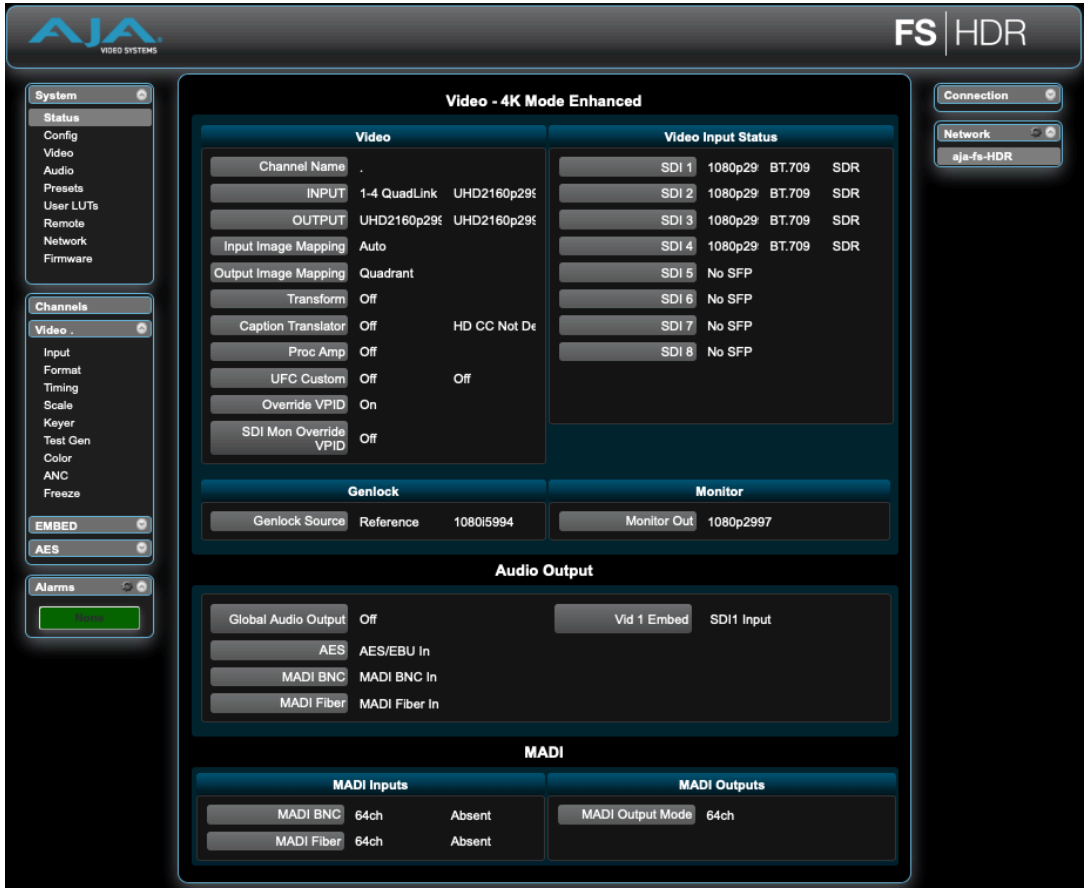 AJA
VIDEO SYSTEMS
FS|HDR
System
Status
Config
Video
Audio
Presets
User LUTs
Remote
Network
Firmware
Channels
Video .
Input
Format
Timing
Scale
Keyer
Test Gen
Color
ANC
Freeze
EMBED
AES
Alarms
None
Video - 4K Mode Enhanced
Video
Channel Name .
INPUT 1-4 QuadLink UHD2160p299
OUTPUT UHD2160p299 UHD2160p299
Input Image Mapping Auto
Output Image Mapping Quadrant
Transform Off
Caption Translator Off HD CC Not De
Proc Amp Off
UFC Custom Off Off
Override VPID On
SDI Mon Override
VPID Off
Video Input Status
SDI 1 1080p29 BT.709 SDR
SDI 2 1080p29 BT.709 SDR
SDI 3 1080p29 BT.709 SDR
SDI 4 1080p29 BT.709 SDR
SDI 5 No SFP
SDI 6 No SFP
SDI 7 No SFP
SDI 8 No SFP
Genlock
Genlock Source Reference 1080i5994
Monitor
Monitor Out 1080p2997
Audio Output
Global Audio Output Off
AES AES/EBU In
MADI BNC MADI BNC In
MADI Fiber MADI Fiber In
Vid 1 Embed SDI1 Input
MADI
MADI Inputs
MADI BNC 64ch Absent
MADI Fiber 64ch Absent
MADI Outputs
MADI Output Mode 64ch
Connection
Network
aja-fs-HDR